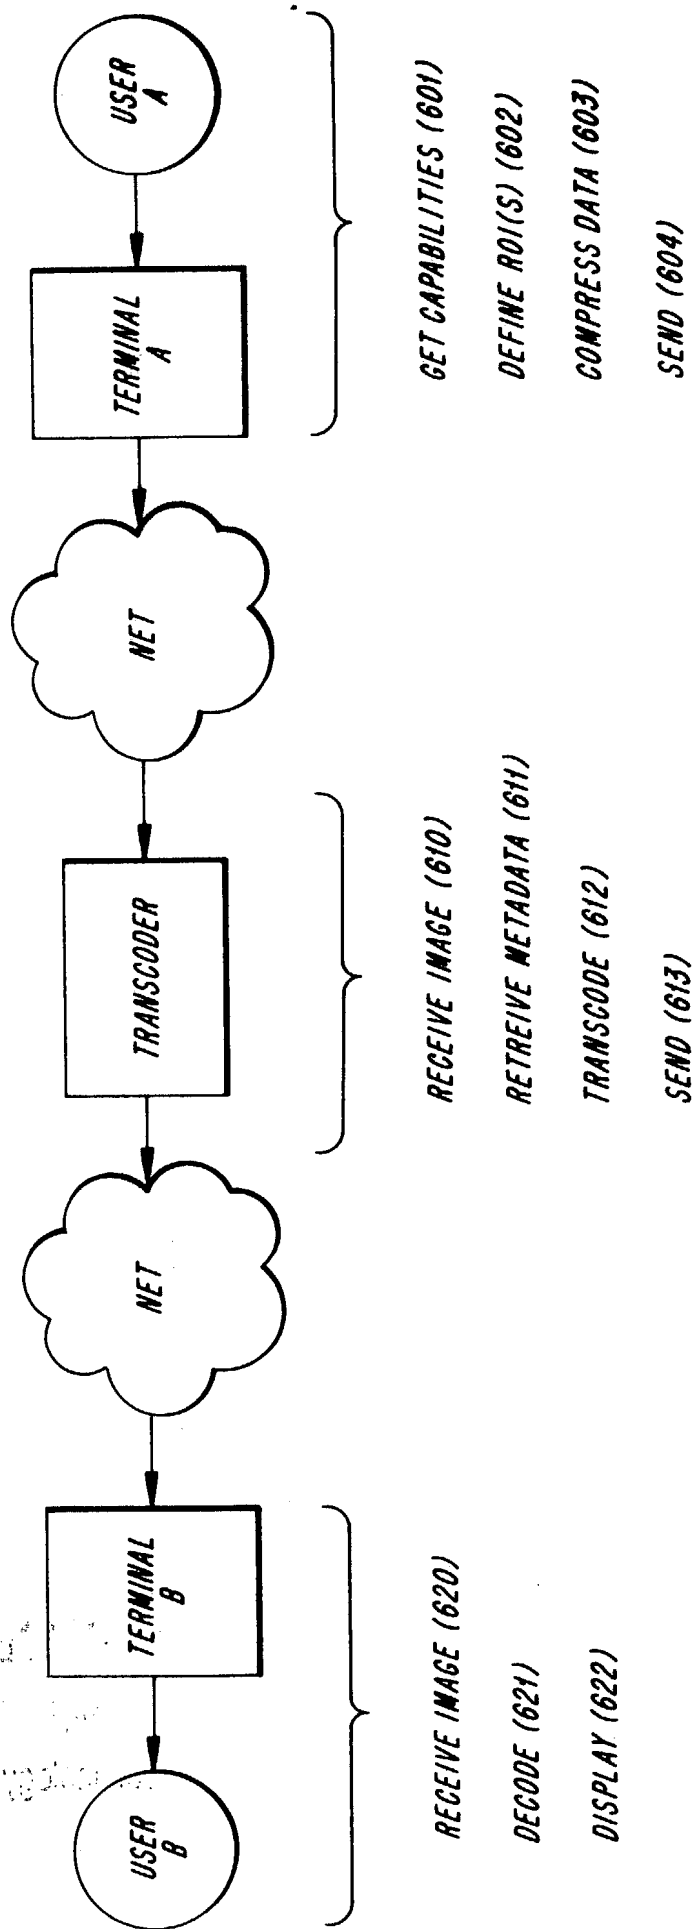 USER
B
TERMINAL
B
NET
TRANSCODER
NET
TERMINAL
A
USER
A
RECEIVE IMAGE (620)
DECODE (621)
DISPLAY (622)
RECEIVE IMAGE (610)
RETREIVE METADATA (611)
TRANSCODE (612)
SEND (613)
GET CAPABILITIES (601)
DEFINE ROI(S) (602)
COMPRESS DATA (603)
SEND (604)